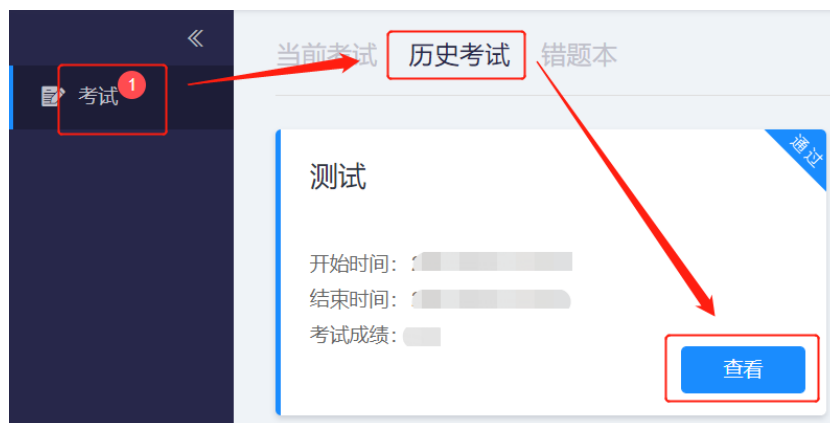 考试 1
当前考试 历史考试 错题本
测试
通过
开始时间：
结束时间：
考试成绩：
查看